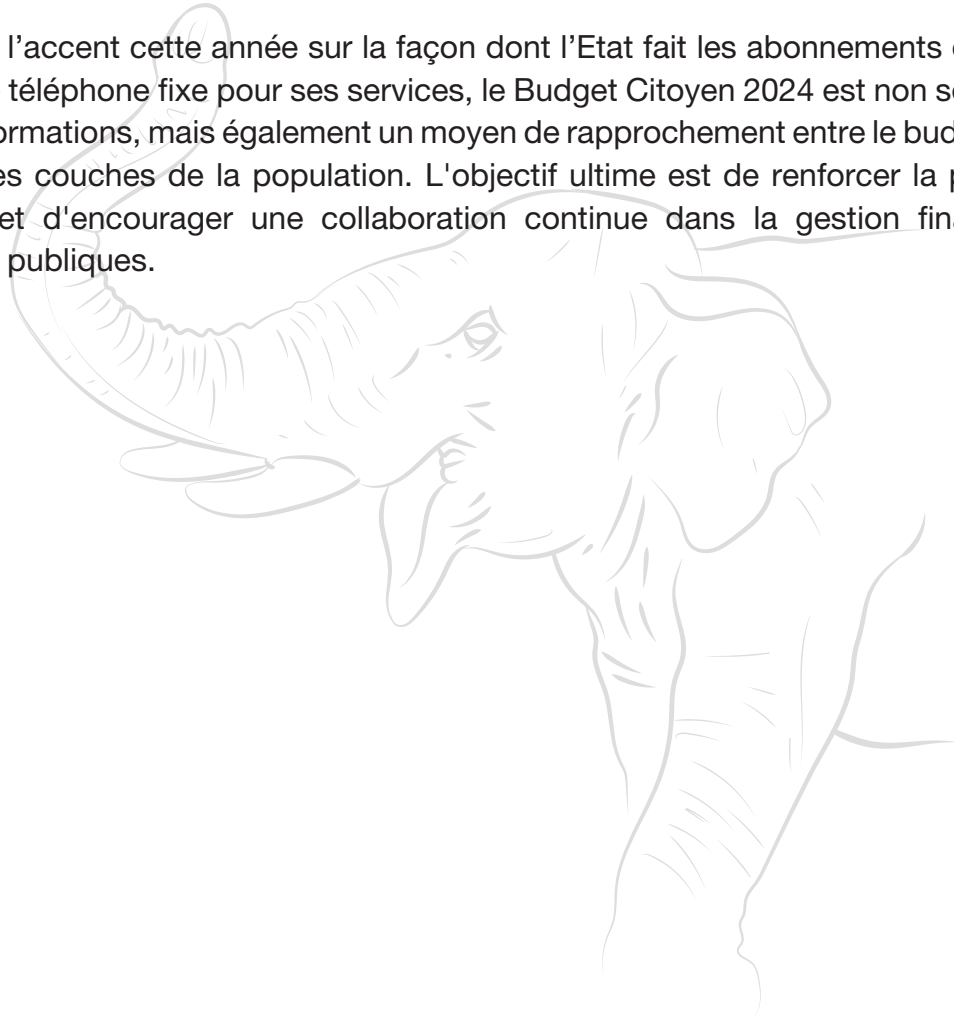 l’accent cette année sur la façon dont l’Etat fait les abonnements
téléphone fixe pour ses services, le Budget Citoyen 2024 est non
ormations, mais également un moyen de rapprochement entre le bud
es couches de la population. L'objectif ultime est de renforcer la
et d'encourager une collaboration continue dans la gestion fina
publiques.